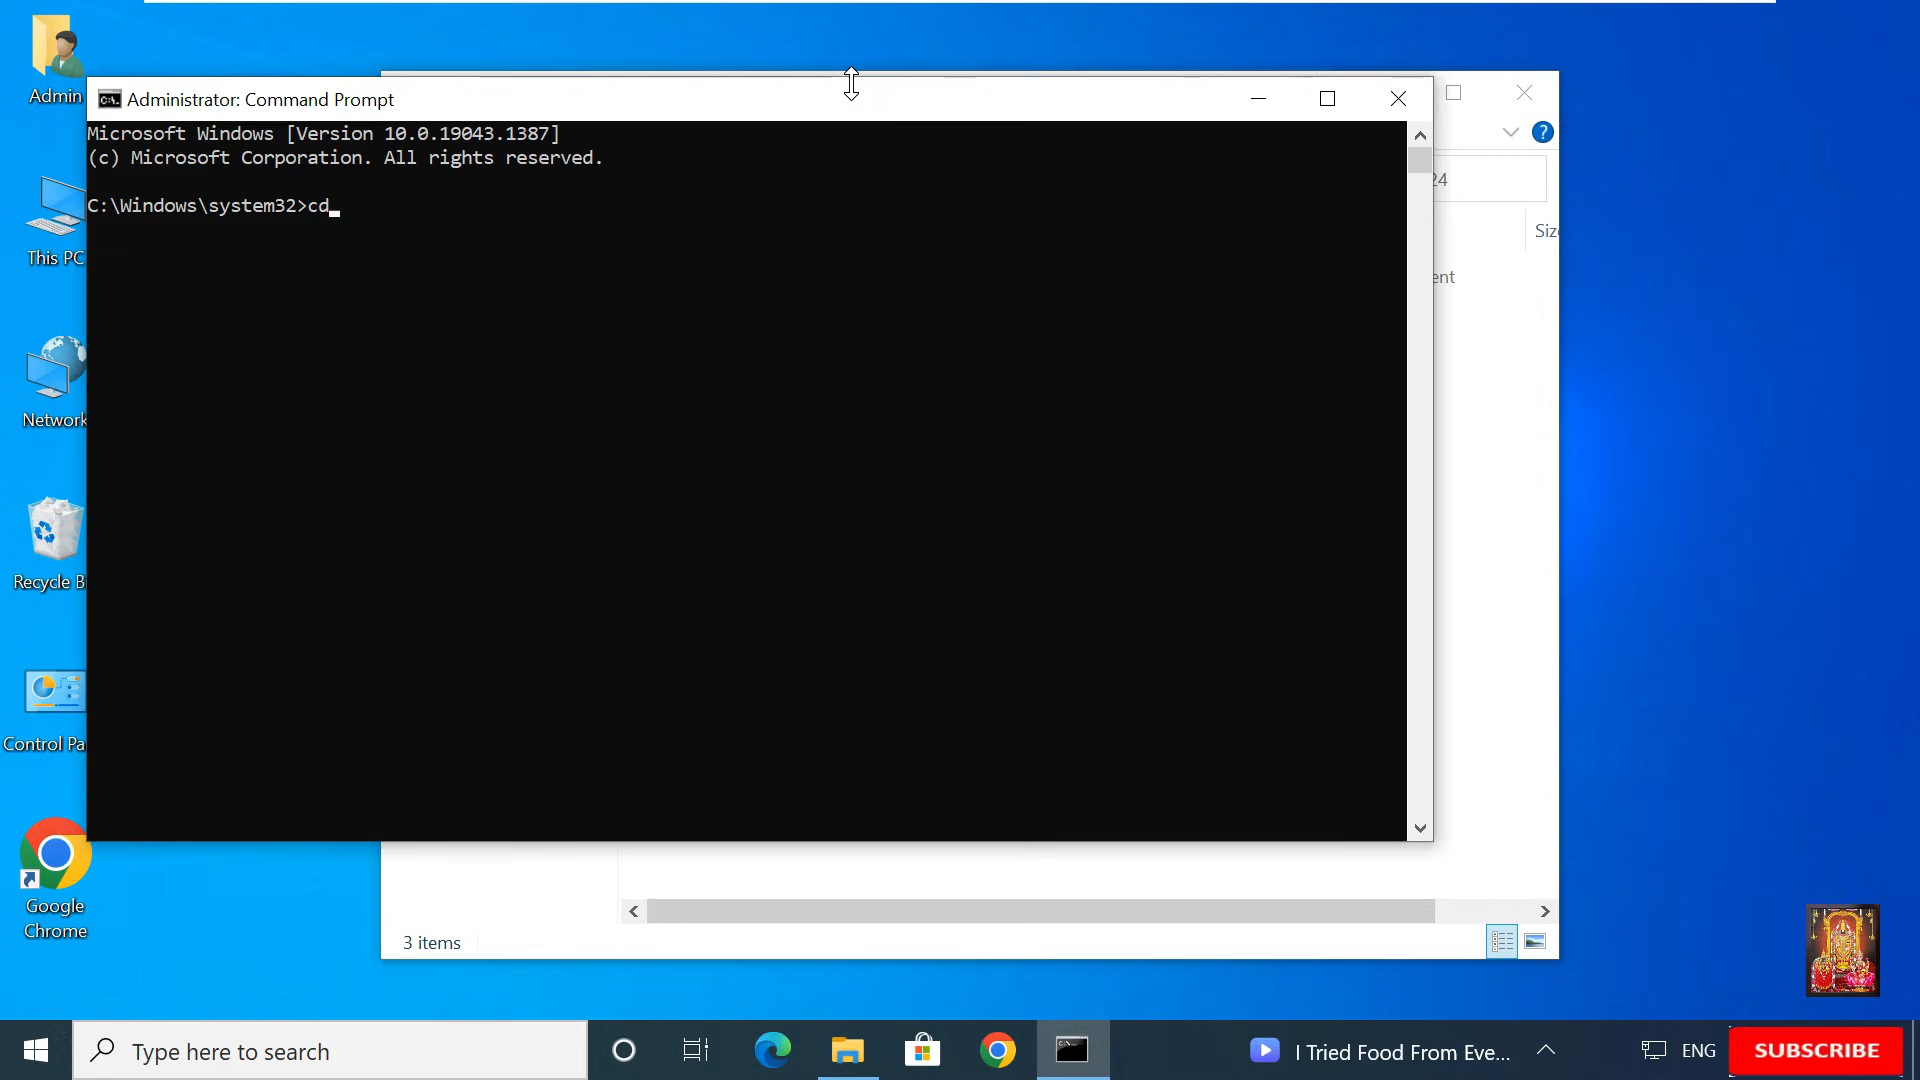 Admin
Administrator: Command Prompt
Microsoft Windows [Version 10.0.19043.1387]
(c) Microsoft Corporation. All rights reserved.
C:\Windows\system32>cd
24
Size
ent
This PC
Network
Recycle B
Control Pa
Google
Chrome
3 items
Type here to search
I Tried Food From Eve...
ENG
SUBSCRIBE